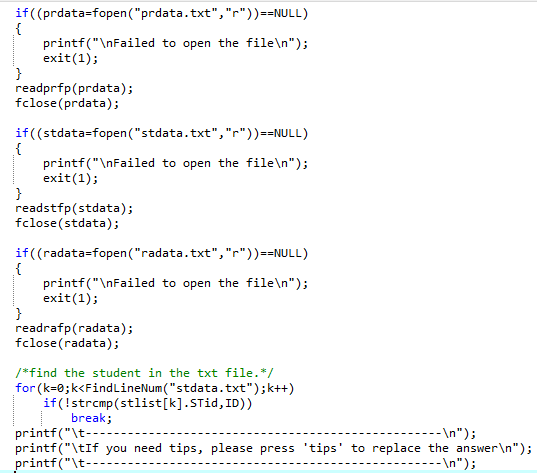 if((prdata=fopen("prdata.txt","r"))==NULL)
{
    printf("\nFailed to open the file\n");
    exit(1);
}
readprfp(prdata);
fclose(prdata);

if((stdata=fopen("stdata.txt","r"))==NULL)
{
    printf("\nFailed to open the file\n");
    exit(1);
}
readstfp(stdata);
fclose(stdata);

if((radata=fopen("radata.txt","r"))==NULL)
{
    printf("\nFailed to open the file\n");
    exit(1);
}
readrafp(radata);
fclose(radata);

/*find the student in the txt file.*/
for(k=0;k<FindLineNum("stdata.txt");k++)
    if(!strcmp(stlist[k].STid,ID))
        break;
printf("\t---------------------------------------------------\n");
printf("\tIf you need tips, please press 'tips' to replace the answer\n");
printf("\t---------------------------------------------------\n");